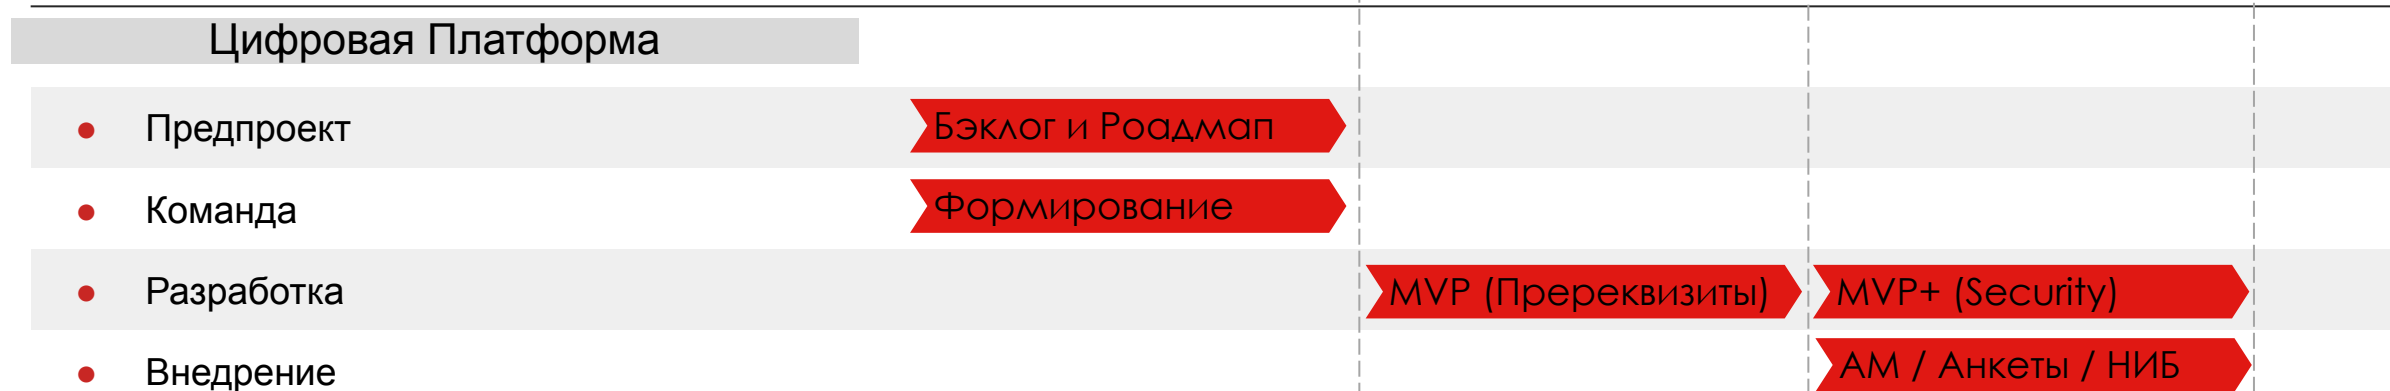 Цифровая Платформа
Предпроект Бэклог и Роадмап
Команда Формирование
Разработка MVP (Пререквизиты) MVP+ (Security)
Внедрение АМ / Анкеты / НИБ